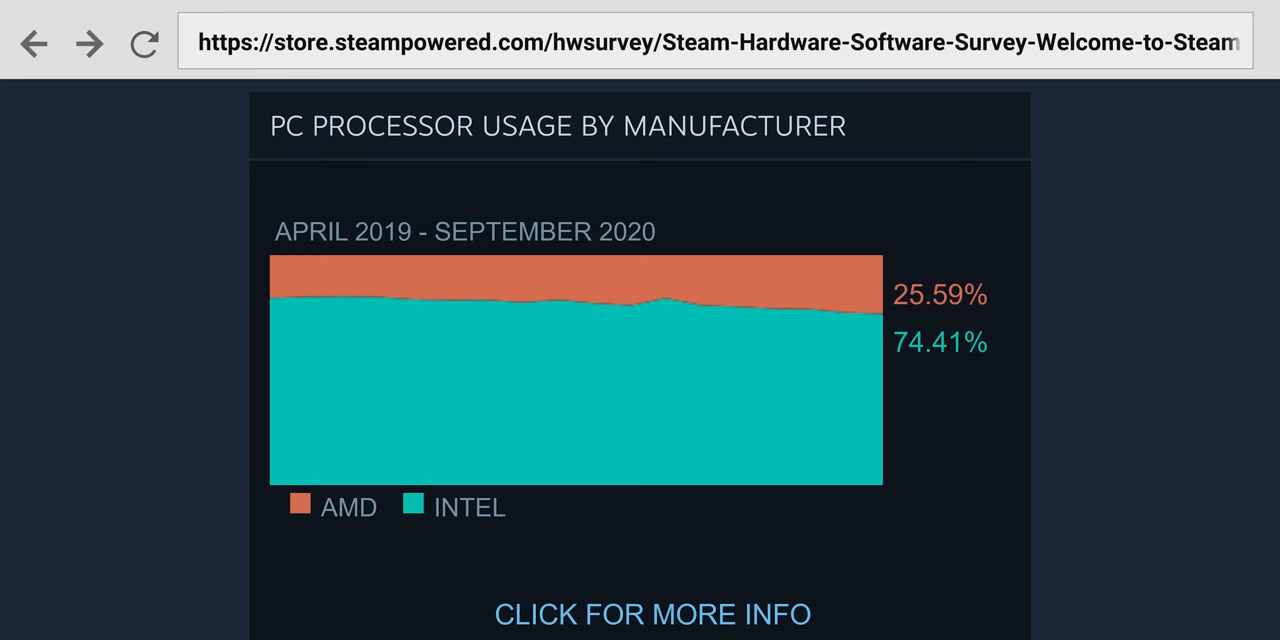 https://store.steampowered.com/hwsurvey/Steam-Hardware-Software-Survey-Welcome-to-Steam
PC PROCESSOR USAGE BY MANUFACTURER
APRIL 2019 - SEPTEMBER 2020
25.59%
74.41%
AMD INTEL
CLICK FOR MORE INFO